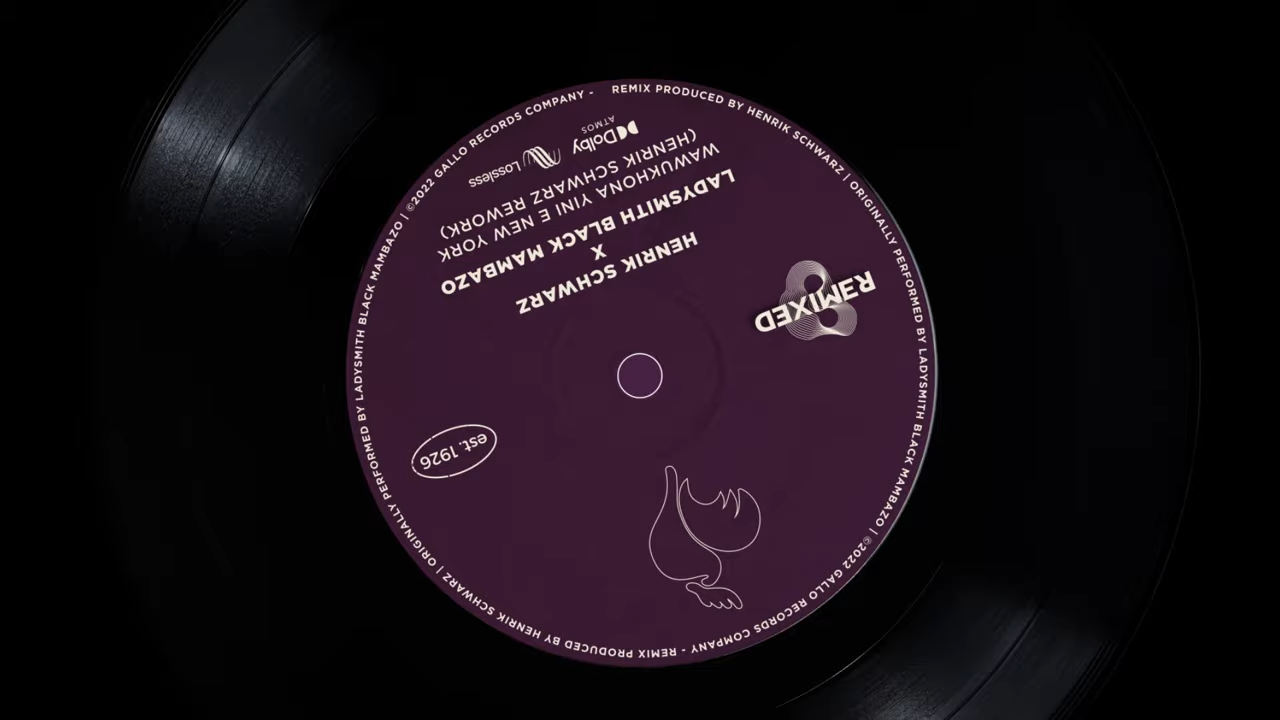 HENRIK SCHWARZ
X
LADYSMITH BLACK MAMBAZO
WAWUKHONA YINI E NEW YORK
(HENRIK SCHWARZ REWORK)
Dolby
ATMOS
Lossless
REMIXED
est. 1926
REMIX PRODUCED BY HENRIK SCHWARZ | ORIGINALLY PERFORMED BY LADYSMITH BLACK MAMBAZO | ©2022 GALLO RECORDS COMPANY - REMIX PRODUCED BY HENRIK SCHWARZ | ORIGINALLY PERFORMED BY LADYSMITH BLACK MAMBAZO | ©2022 GALLO RECORDS COMPANY -